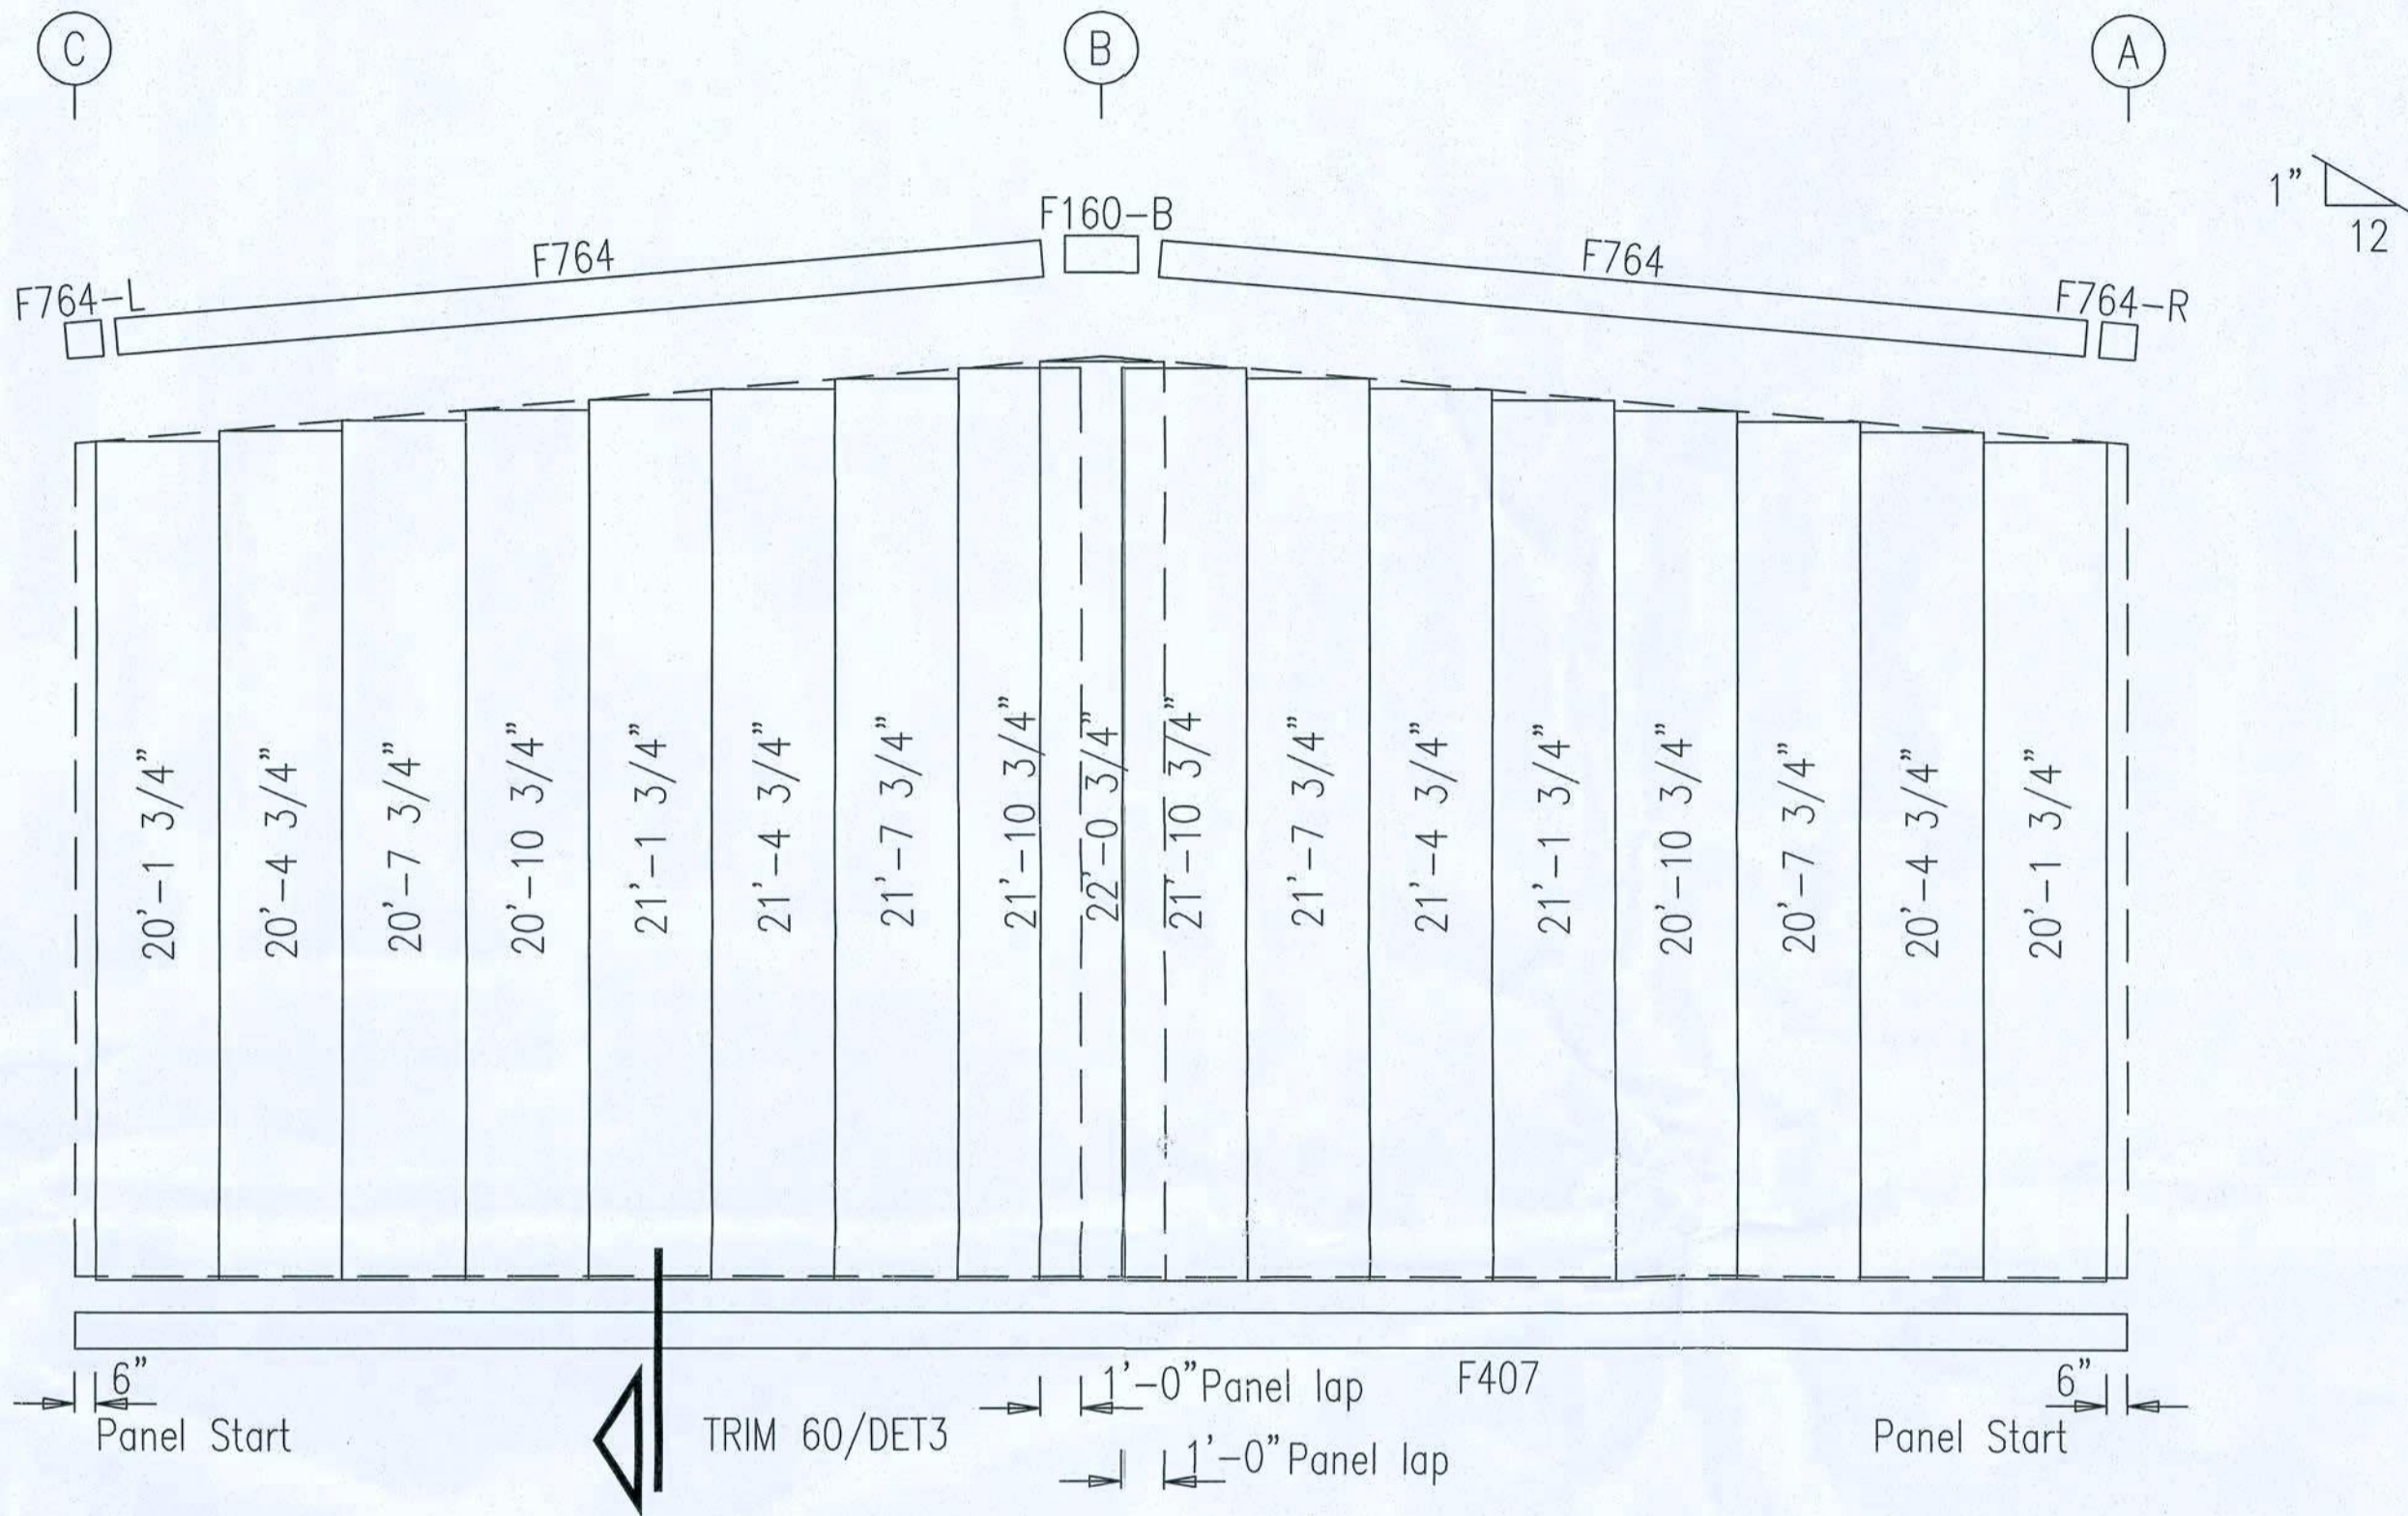 C
B
A
1”
12
F160-B
F764
F764
F764-L
F764-R
20'-1 3/4”
20'-4 3/4”
20'-7 3/4”
20'-10 3/4”
21'-1 3/4”
21'-4 3/4”
21'-7 3/4”
21'-10 3/4”
22'-0 3/4”
21'-10 3/4”
21'-7 3/4”
21'-4 3/4”
21'-1 3/4”
20'-10 3/4”
20'-7 3/4”
20'-4 3/4”
20'-1 3/4”
6”
Panel Start
TRIM 60/DET3
1'-0” Panel lap
1'-0” Panel lap
F407
6”
Panel Start